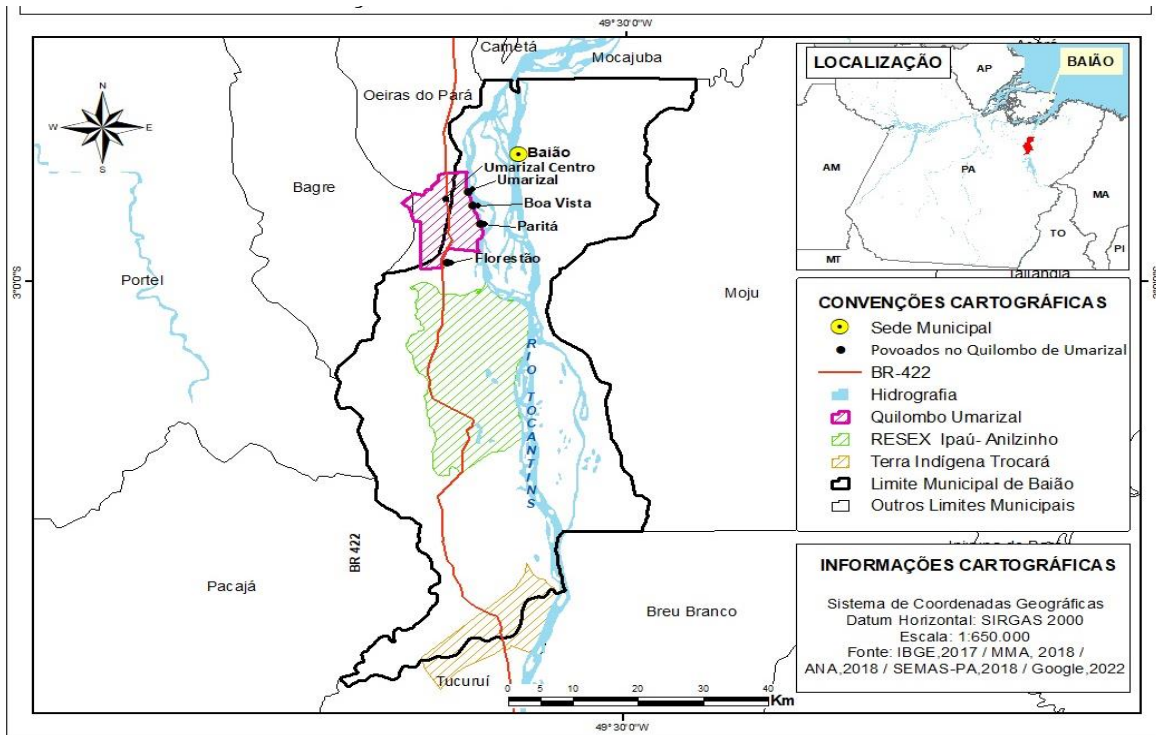 49° 30'0"W
Cametá
Mocajuba
Oeiras do Pará
Bagre
Portel
Pacajá
Moju
Breu Branco
Tucuruí
N
W
E
S
Baião
Umarizal Centro
Umarizal
Boa Vista
Paritá
Florestão
3°0'0"S
RIO TOCANTINS
BR 422
0 5 10 20 30 40
Km
49° 30'0"W
LOCALIZAÇÃO
BAIÃO
AP
AM
PA
MA
TO
PI
MT
Tailândia
CONVENÇÕES CARTOGRÁFICAS
Sede Municipal
Povoados no Quilombo de Umarizal
BR-422
Hidrografia
Quilombo Umarizal
RESEX Ipaú- Anilzinho
Terra Indígena Trocará
Limite Municipal de Baião
Outros Limites Municipais
INFORMAÇÕES CARTOGRÁFICAS
Sistema de Coordenadas Geográficas
Datum Horizontal: SIRGAS 2000
Escala: 1:650.000
Fonte: IBGE,2017 / MMA, 2018 /
ANA,2018 / SEMAS-PA,2018 / Google,2022